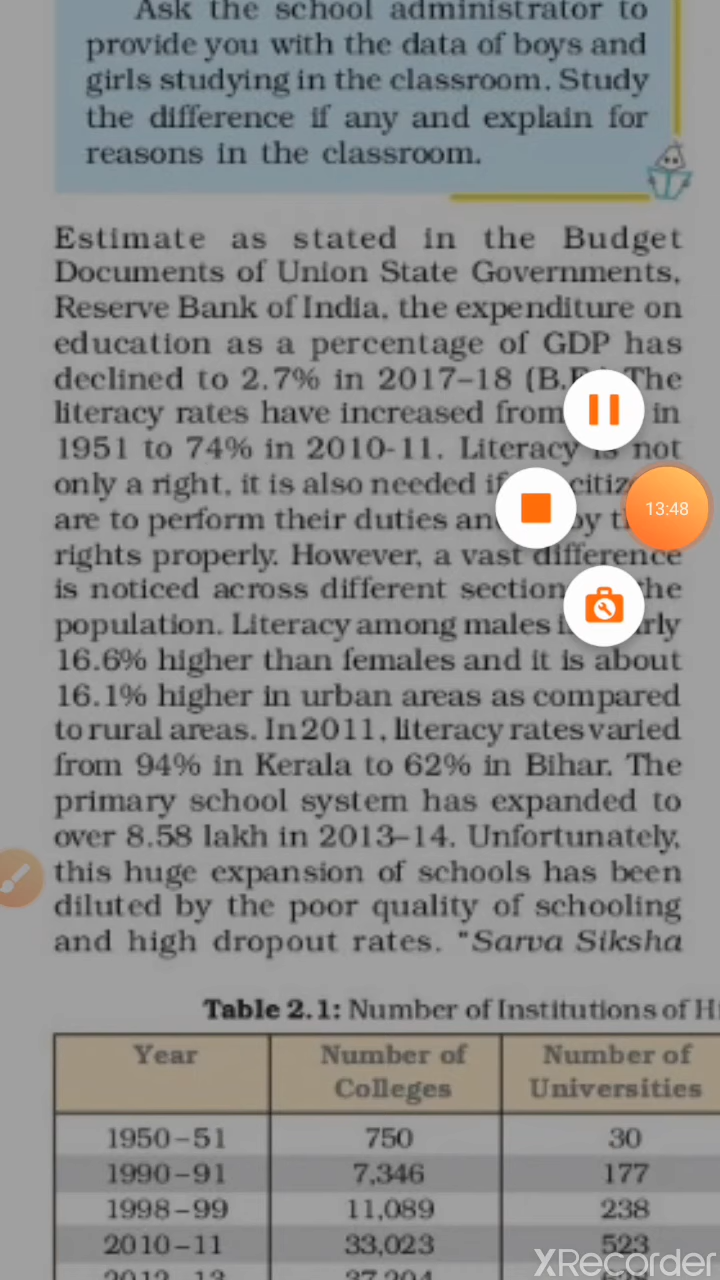 Ask the school administrator to
provide you with the data of boys and
girls studying in the classroom. Study
the difference if any and explain for
reasons in the classroom.
Estimate as stated in the Budget
Documents of Union State Governments,
Reserve Bank of India, the expenditure on
education as a percentage of GDP has
declined to 2.7% in 2017–18 (B.E.) The
literacy rates have increased from in
1951 to 74% in 2010-11. Literacy is not
only a right, it is also needed if
are to perform their duties
rights properly. However, a vast difference
is noticed across different
population. Literacy among males
16.6% higher than females and it is about
16.1% higher in urban areas as compared
to rural areas. In 2011, literacy rates varied
from 94% in Kerala to 62% in Bihar. The
primary school system has expanded to
over 8.58 lakh in 2013–14. Unfortunately,
this huge expansion of schools has been
diluted by the poor quality of schooling
and high dropout rates. "Sarva Siksha
13:48
Table 2.1: Number of Institutions of
Year Number of Colleges Number of Universities
1950–51 750 30
1990–91 7,346 177
1998–99 11,089 238
2010–11 33,023 523
XRecorder